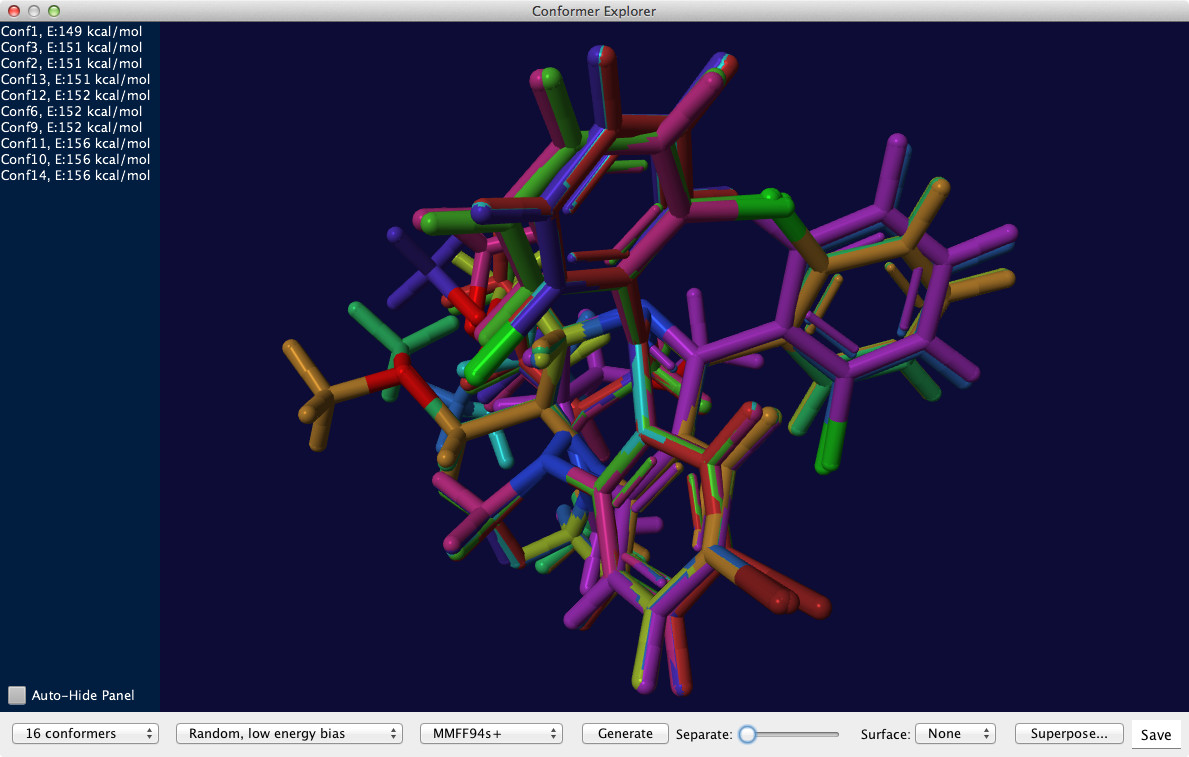 Conformer Explorer
Conf1, E:149 kcal/mol
Conf3, E:151 kcal/mol
Conf2, E:151 kcal/mol
Conf13, E:151 kcal/mol
Conf12, E:152 kcal/mol
Conf6, E:152 kcal/mol
Conf9, E:152 kcal/mol
Conf11, E:156 kcal/mol
Conf10, E:156 kcal/mol
Conf14, E:156 kcal/mol
Auto-Hide Panel
16 conformers Random, low energy bias MMFF94s+ Generate Separate: Surface: None Superpose... Save